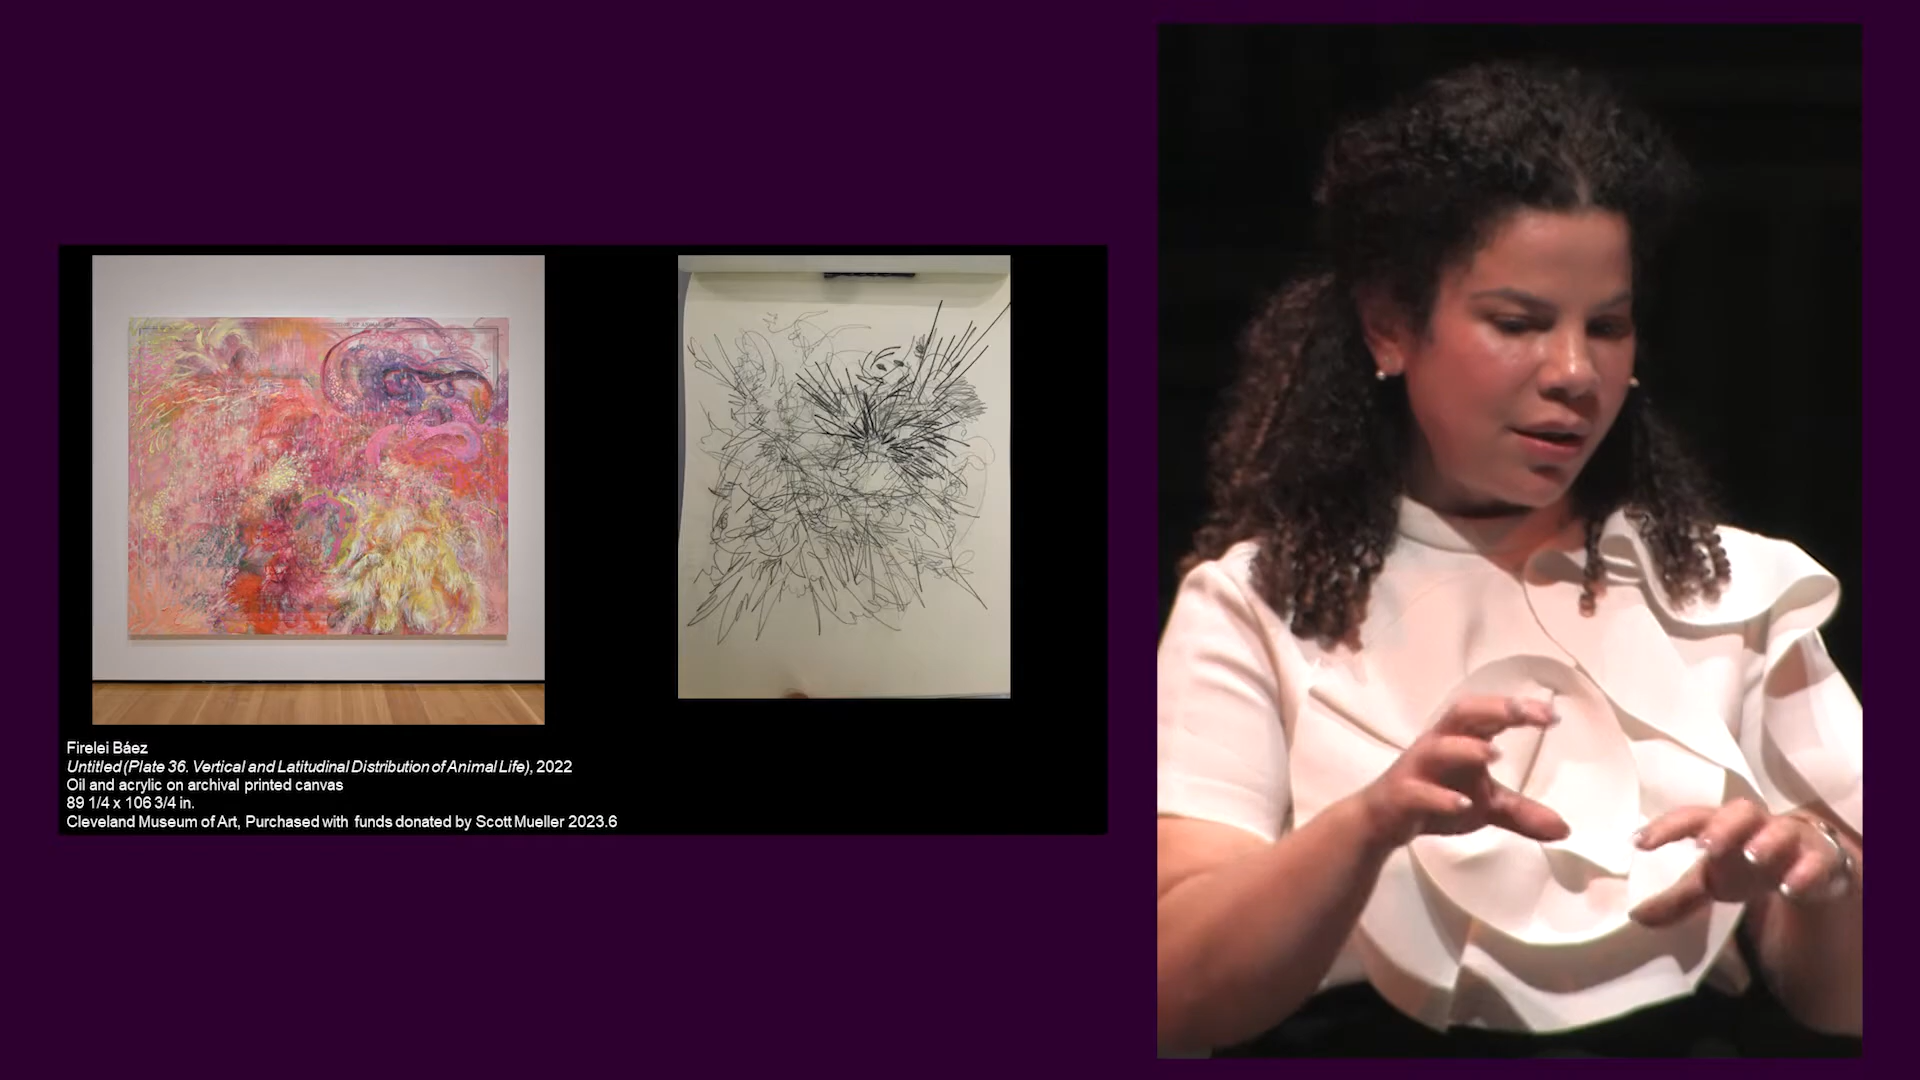 Firelei Báez
Untitled (Plate 36. Vertical and Latitudinal Distribution of Animal Life), 2022
Oil and acrylic on archival printed canvas
89 1/4 x 106 3/4 in.
Cleveland Museum of Art, Purchased with funds donated by Scott Mueller 2023.6